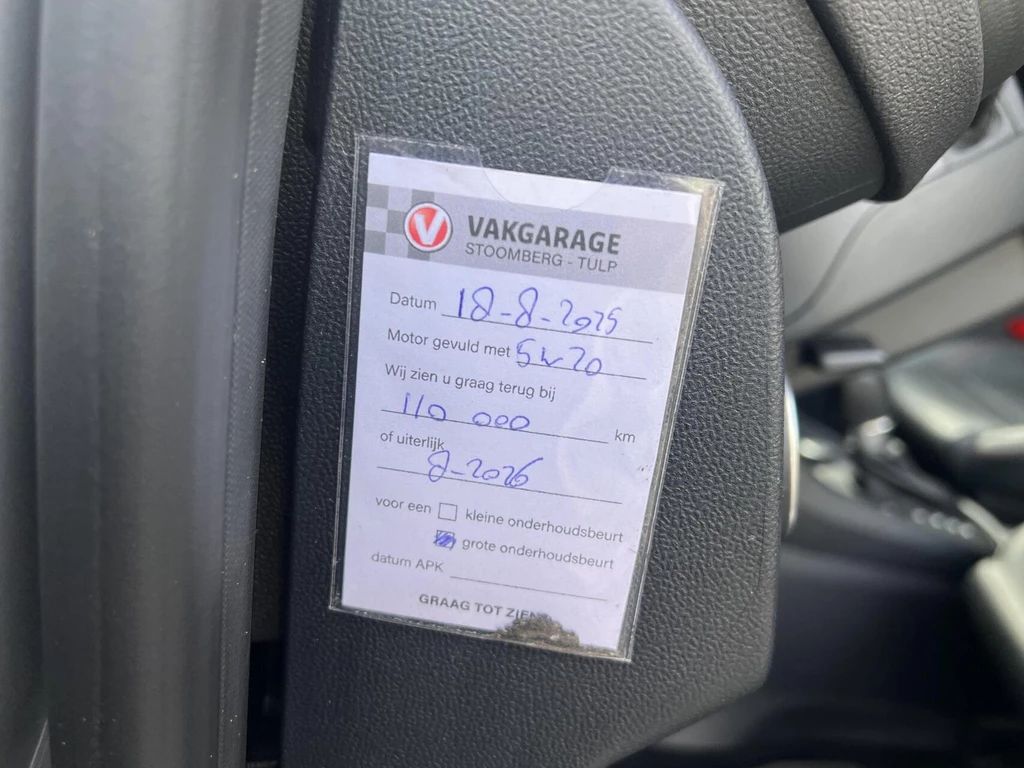 V VAKGARAGE
STOOMBERG - TULP
Datum 18-8-2025
Motor gevuld met 5w20
Wij zien u graag terug bij
110 000 km
of uiterlijk
8-2026
voor een kleine onderhoudsbeurt
grote onderhoudsbeurt
datum APK
GRAAG TOT